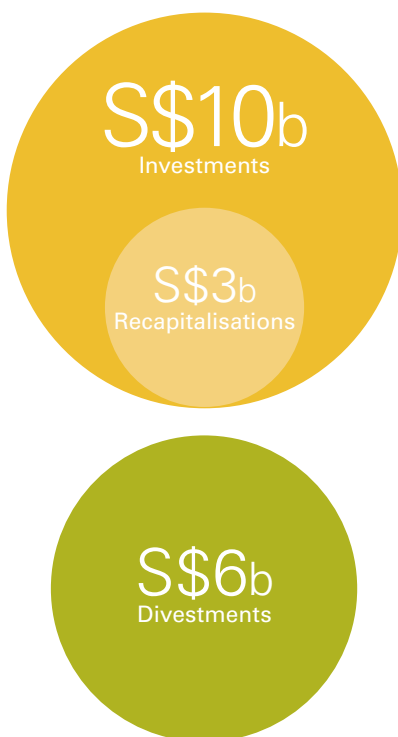 S$10b
Investments
S$3b
Recapitalisations
S$6b
Divestments